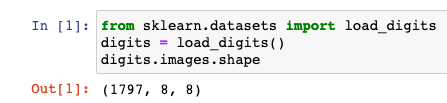 In [1]: from sklearn.datasets import load_digits
digits = load_digits()
digits.images.shape
Out[1]: (1797, 8, 8)